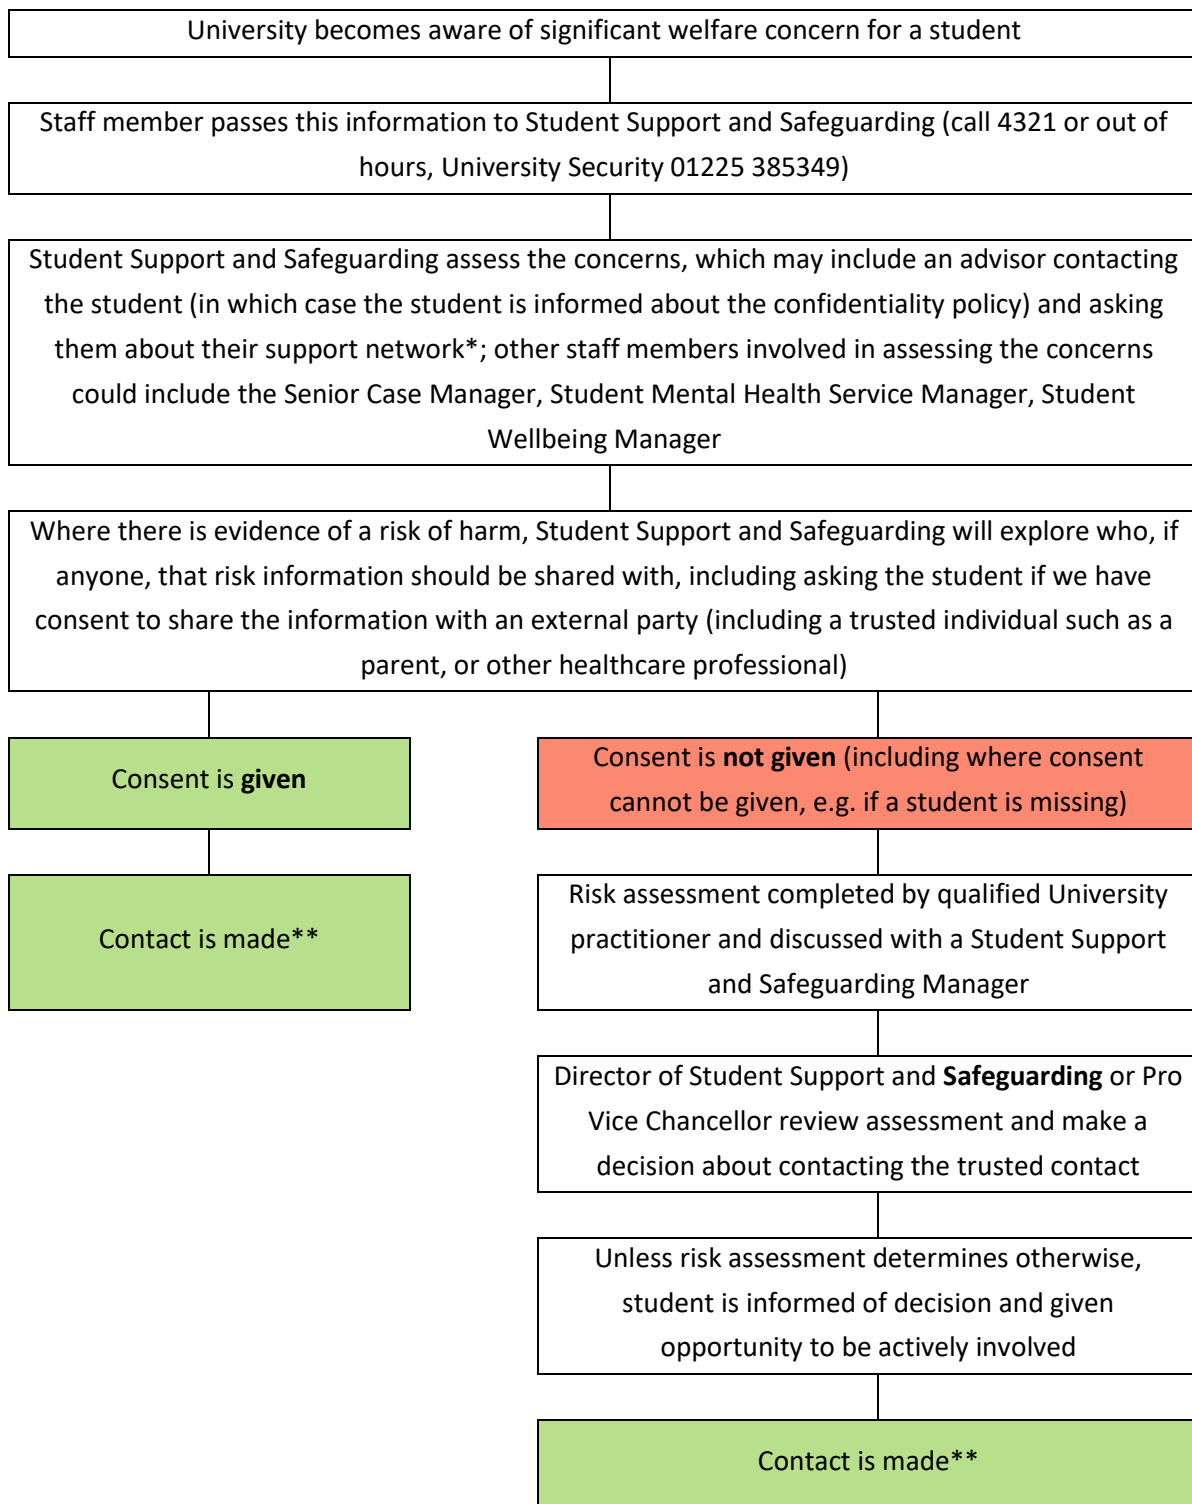 University becomes aware of significant welfare concern for a student
Staff member passes this information to Student Support and Safeguarding (call 4321 or out of
hours, University Security 01225 385349)
Student Support and Safeguarding assess the concerns, which may include an advisor contacting
the student (in which case the student is informed about the confidentiality policy) and asking
them about their support network*; other staff members involved in assessing the concerns
could include the Senior Case Manager, Student Mental Health Service Manager, Student
Wellbeing Manager
Where there is evidence of a risk of harm, Student Support and Safeguarding will explore who, if
anyone, that risk information should be shared with, including asking the student if we have
consent to share the information with an external party (including a trusted individual such as a
parent, or other healthcare professional)
Consent is given
Contact is made**
Consent is not given (including where consent
cannot be given, e.g. if a student is missing)
Risk assessment completed by qualified University
practitioner and discussed with a Student Support
and Safeguarding Manager
Director of Student Support and Safeguarding or Pro
Vice Chancellor review assessment and make a
decision about contacting the trusted contact
Unless risk assessment determines otherwise,
student is informed of decision and given
opportunity to be actively involved
Contact is made**